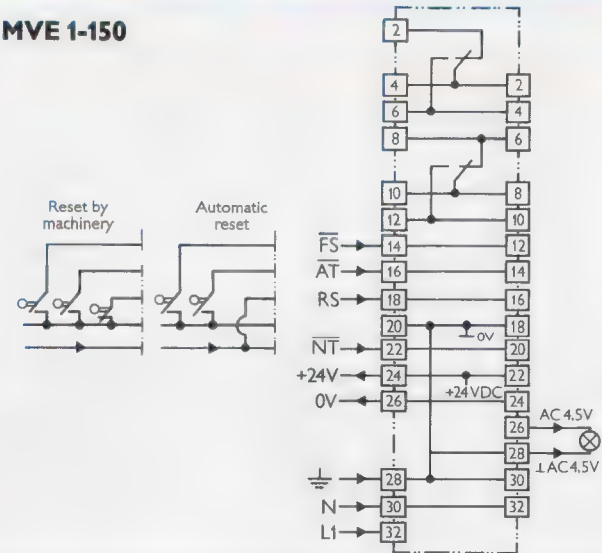 MVE 1-150
Reset by
machinery
Automatic
reset
2
4 2
6 4
8 6
10 8
12 10
FS 14 12
AT 16 14
RS 18 16
20 0V 18
NT 22 20
+24V 24 +24VDC 22
0V 26 24
26 AC 4,5V
28 ⊥AC4,5V
28 30
N 30 32
L1 32